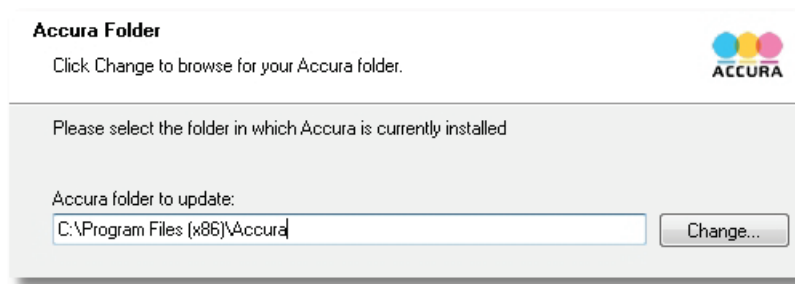 Accura Folder
Click Change to browse for your Accura folder.
ACCURA
Please select the folder in which Accura is currently installed
Accura folder to update:
C:\Program Files (x86)\Accura
Change...